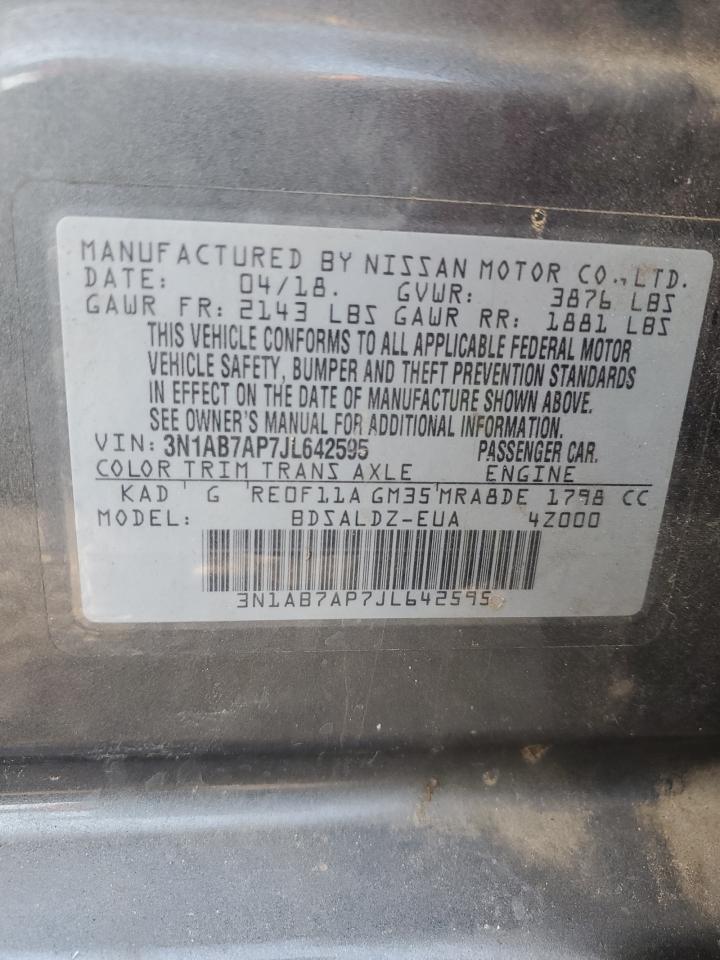 MANUFACTURED BY NISSAN MOTOR CO., LTD.
DATE: 04/18. GVWR: 3876 LBS
GAWR FR: 2143 LBS GAWR RR: 1881 LBS
THIS VEHICLE CONFORMS TO ALL APPLICABLE FEDERAL MOTOR
VEHICLE SAFETY, BUMPER AND THEFT PREVENTION STANDARDS
IN EFFECT ON THE DATE OF MANUFACTURE SHOWN ABOVE.
SEE OWNER'S MANUAL FOR ADDITIONAL INFORMATION.
VIN: 3N1AB7AP7JL642595 PASSENGER CAR.
COLOR TRIM TRANS AXLE ENGINE
KAD G RE0F11A GM35 MRA8DE 1798 CC
MODEL: BDSALDZ-EUA 4Z000
3N1AB7AP7JL642595